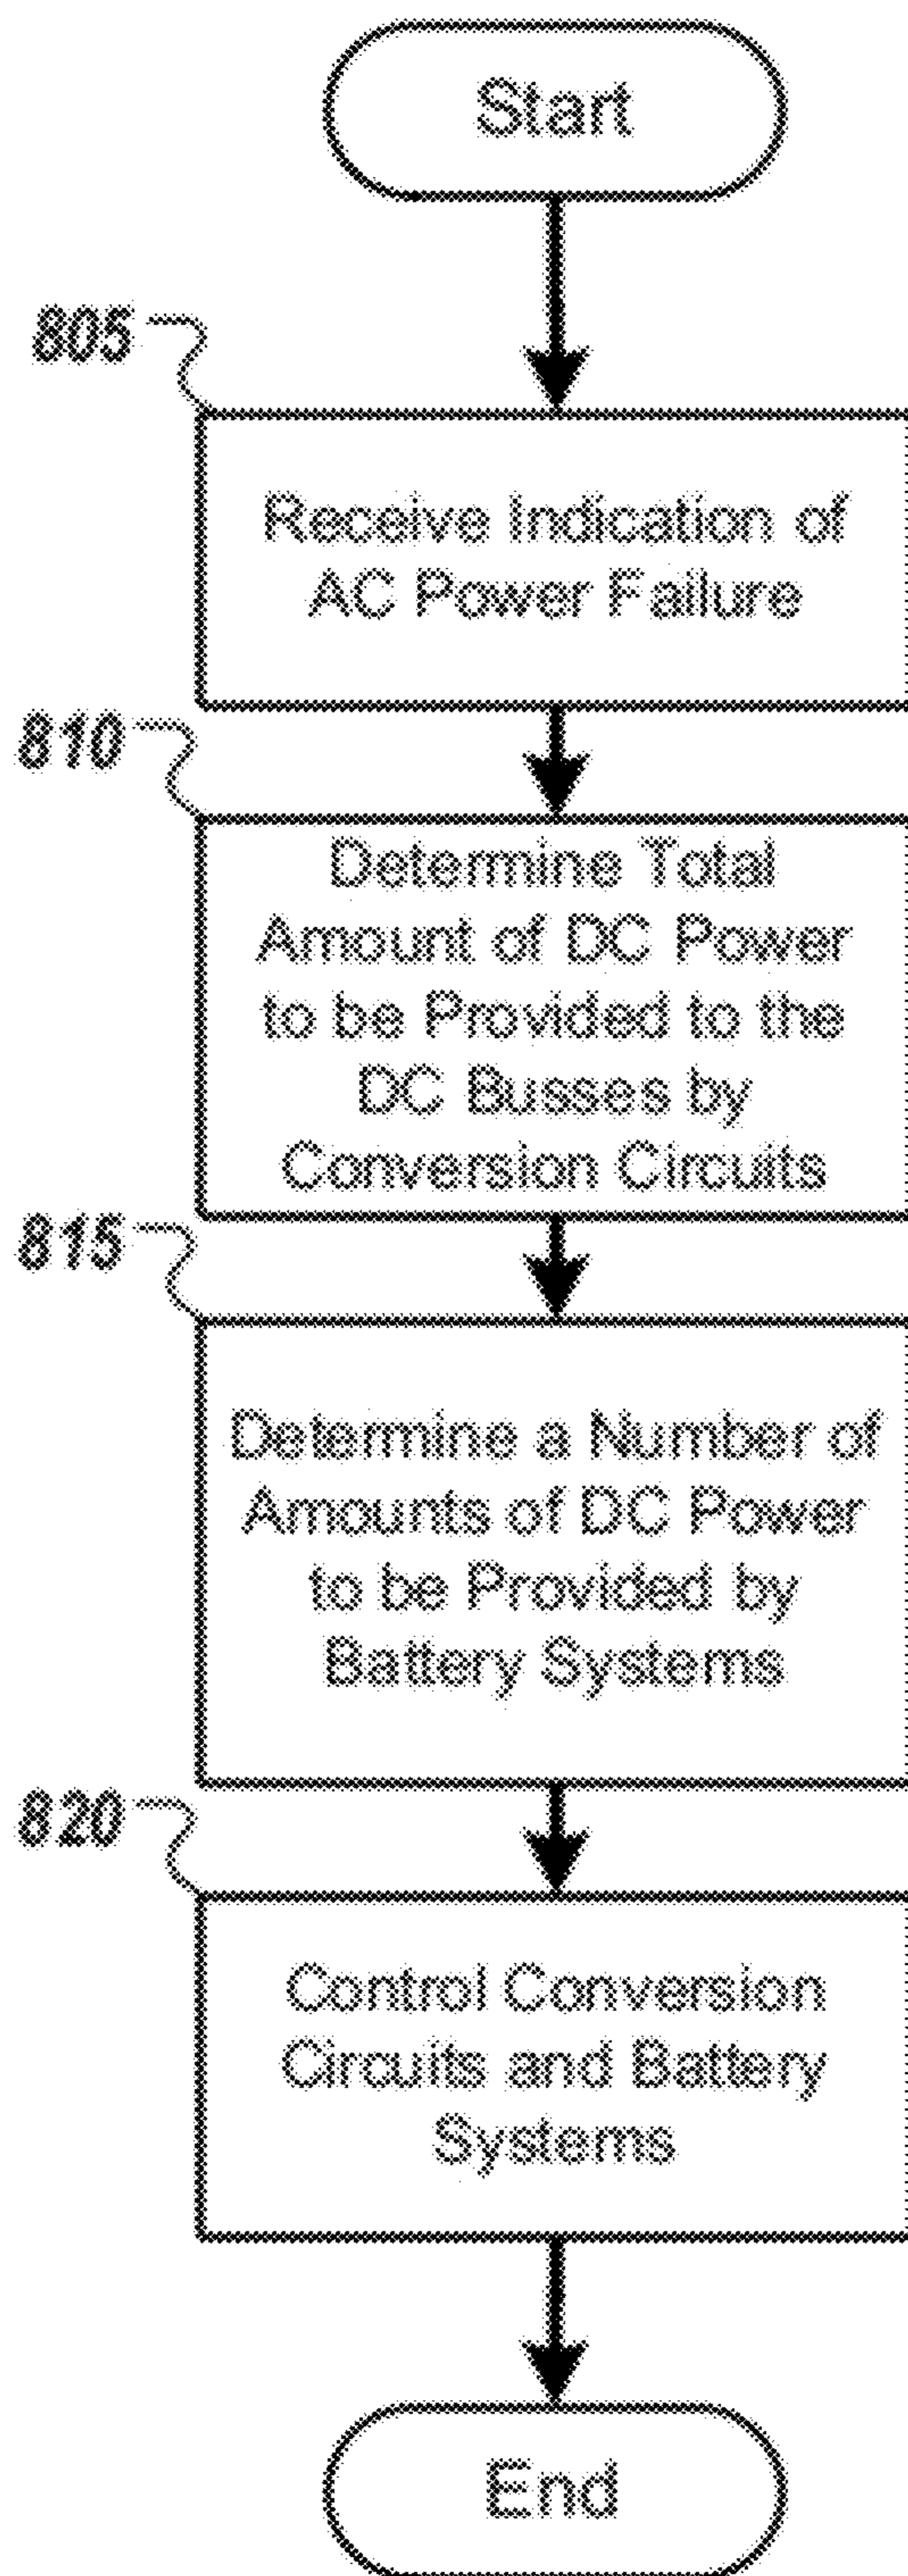 Start
805
Receive Indication of
AC Power Failure
810
Determine Total
Amount of DC Power
to be Provided to the
DC Busses by
Conversion Circuits
815
Determine a Number of
Amounts of DC Power
to be Provided by
Battery Systems
820
Control Conversion
Circuits and Battery
Systems
End